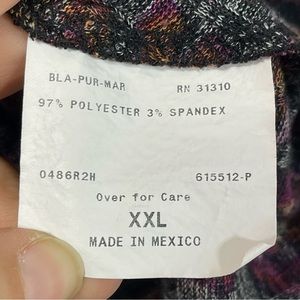 BLA-PUR-MAR RN 31310
97% POLYESTER 3% SPANDEX
0486R2H 615512-P
Over for Care
XXL
MADE IN MEXICO